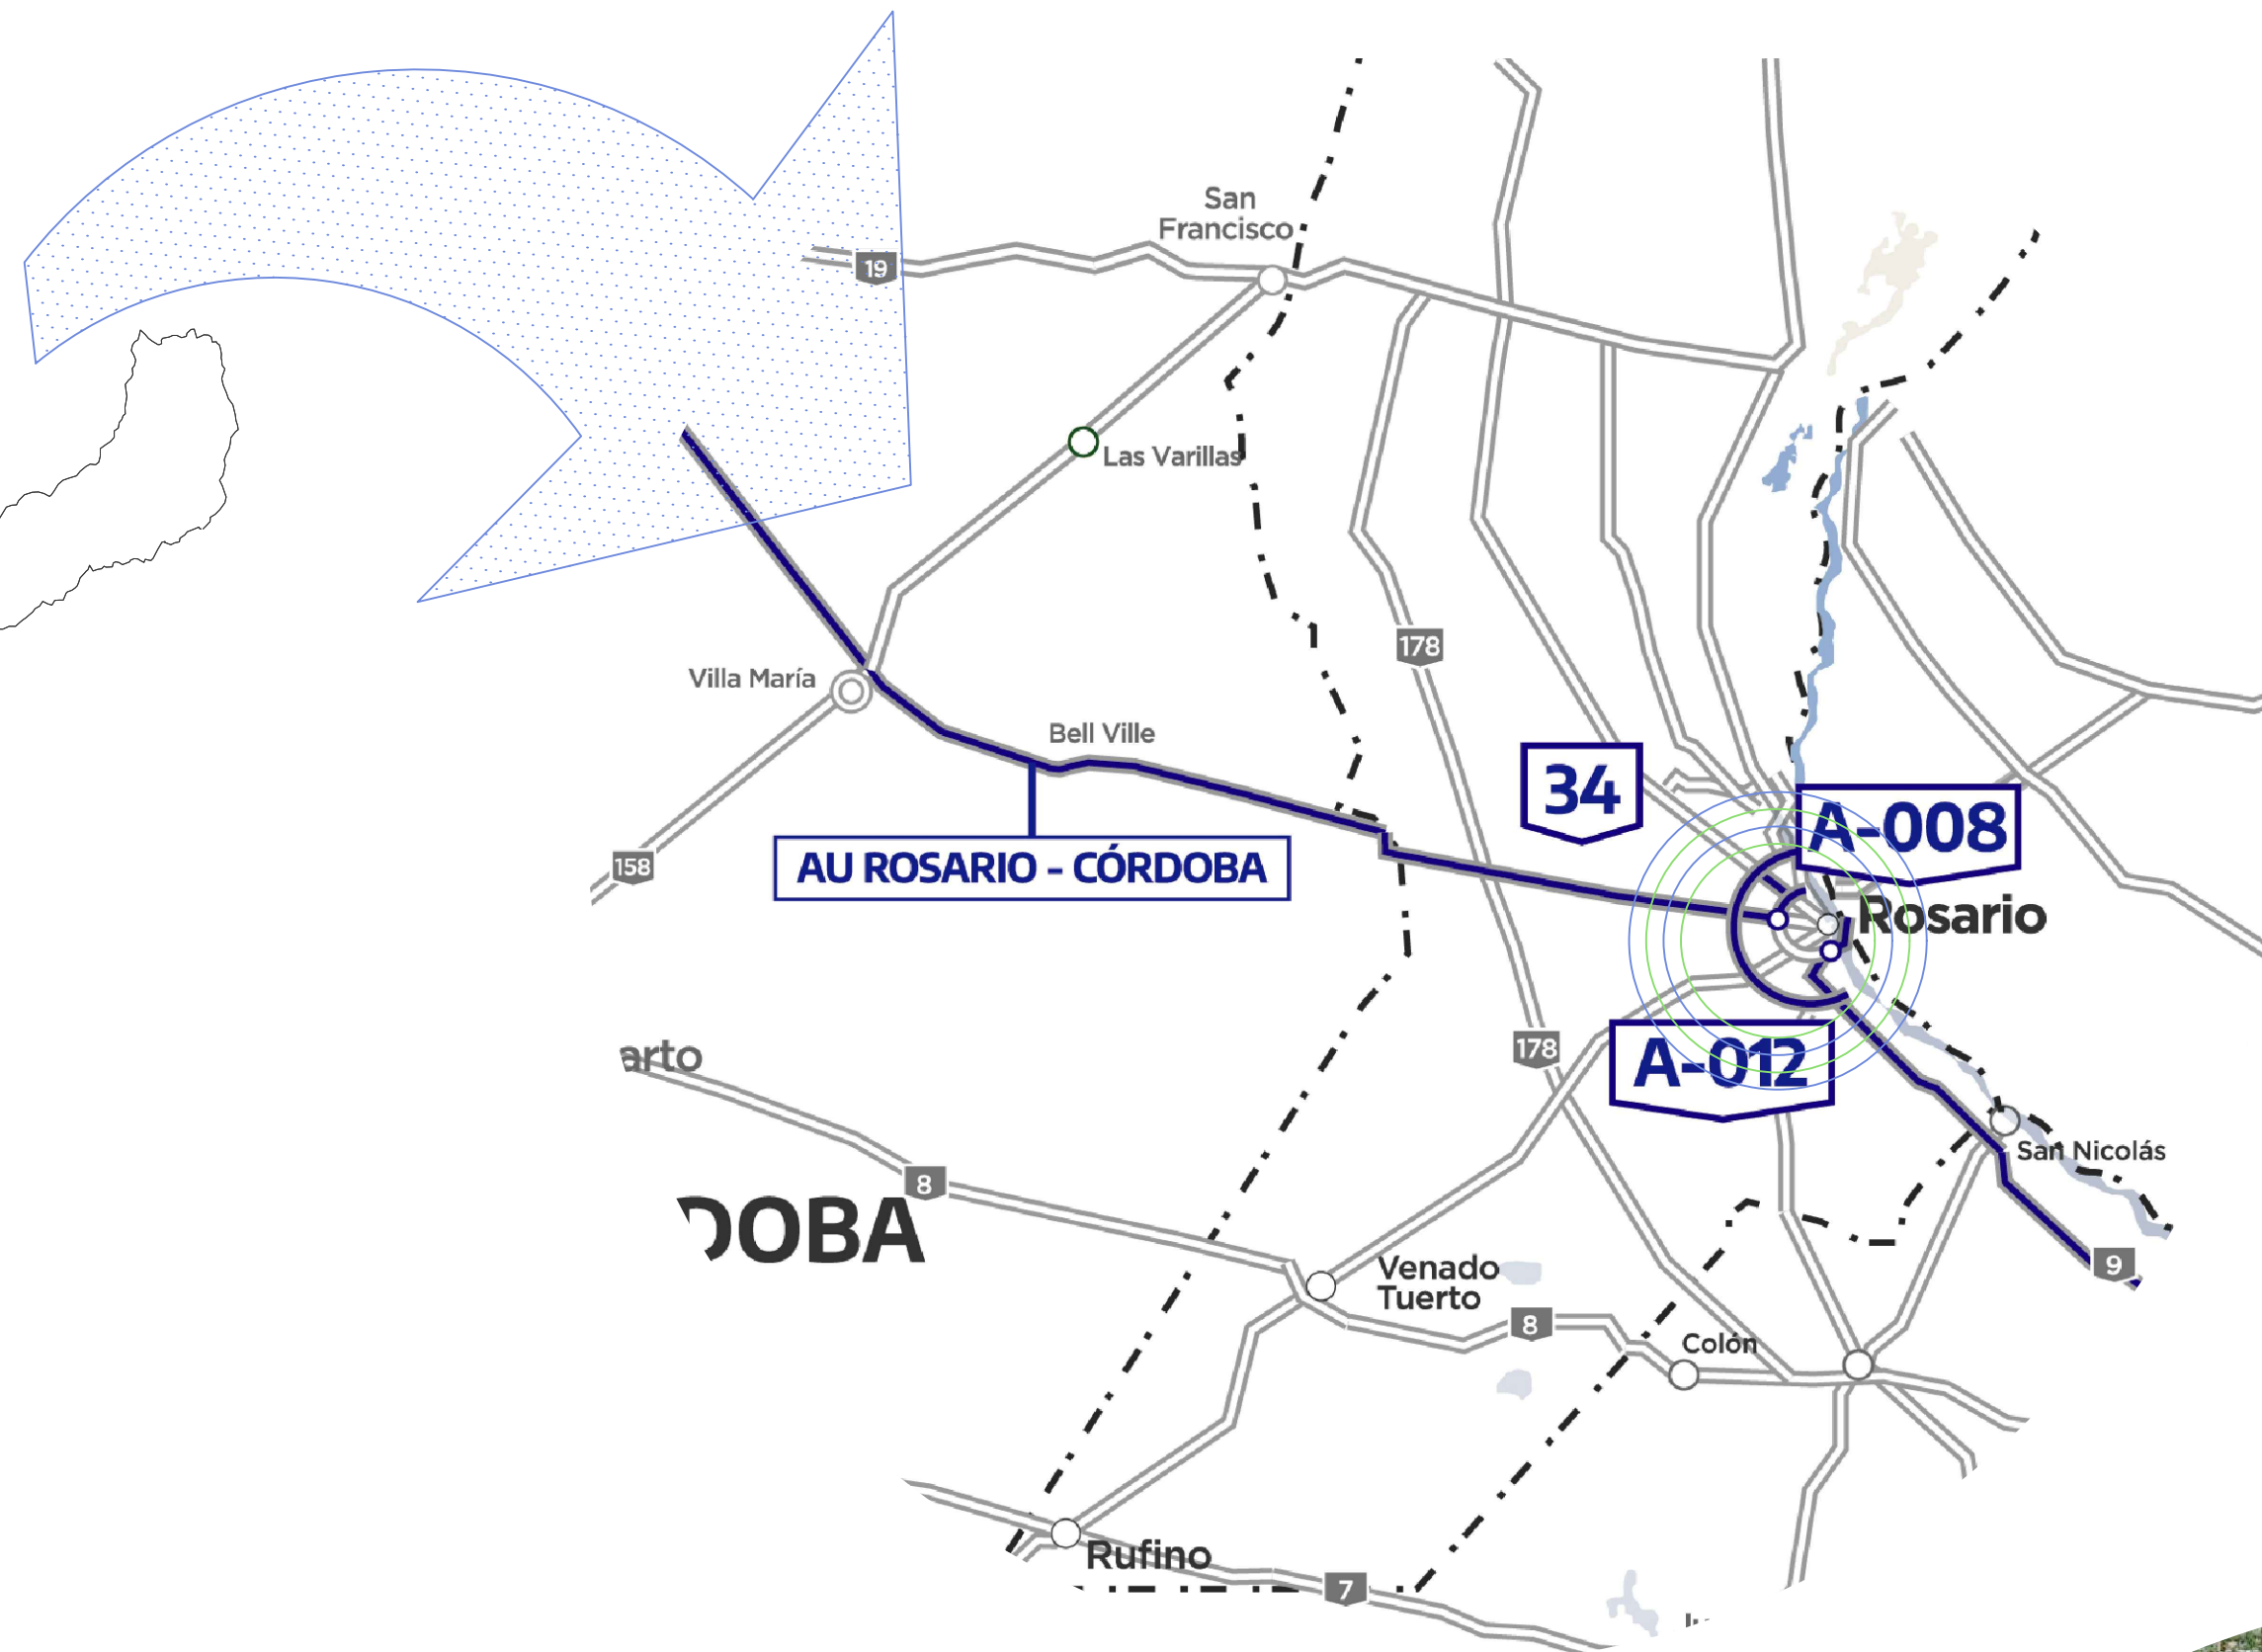 San
Francisco
19
Las Varillas
178
Villa María
Bell Ville
34
A-008
AU ROSARIO - CÓRDOBA
158
Rosario
178
A-012
arto
San Nicolás
8
DOBA
9
Venado
Tuerto
8
Colón
Rufino
7